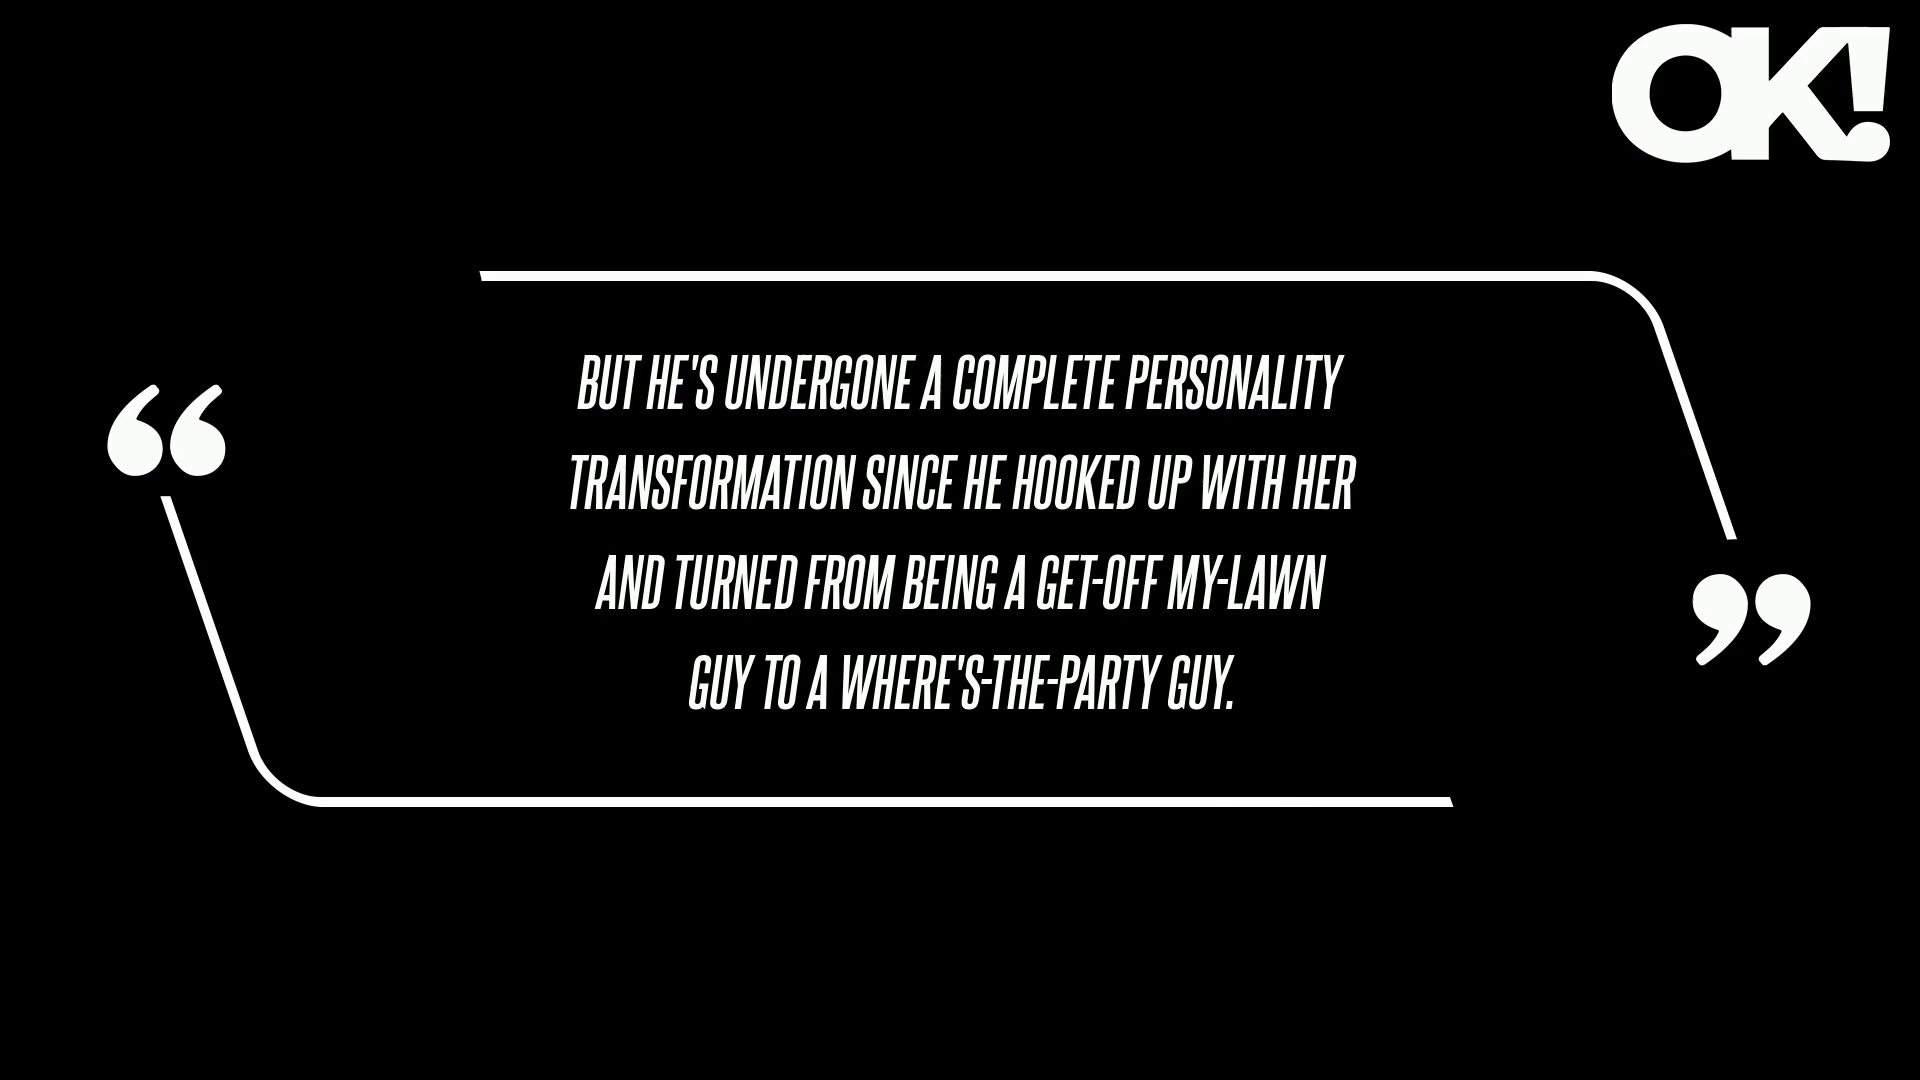 OK!
BUT HE'S UNDERGONE A COMPLETE PERSONALITY
TRANSFORMATION SINCE HE HOOKED UP WITH HER
AND TURNED FROM BEING A GET-OFF MY-LAWN
GUY TO A WHERE'S-THE-PARTY GUY.